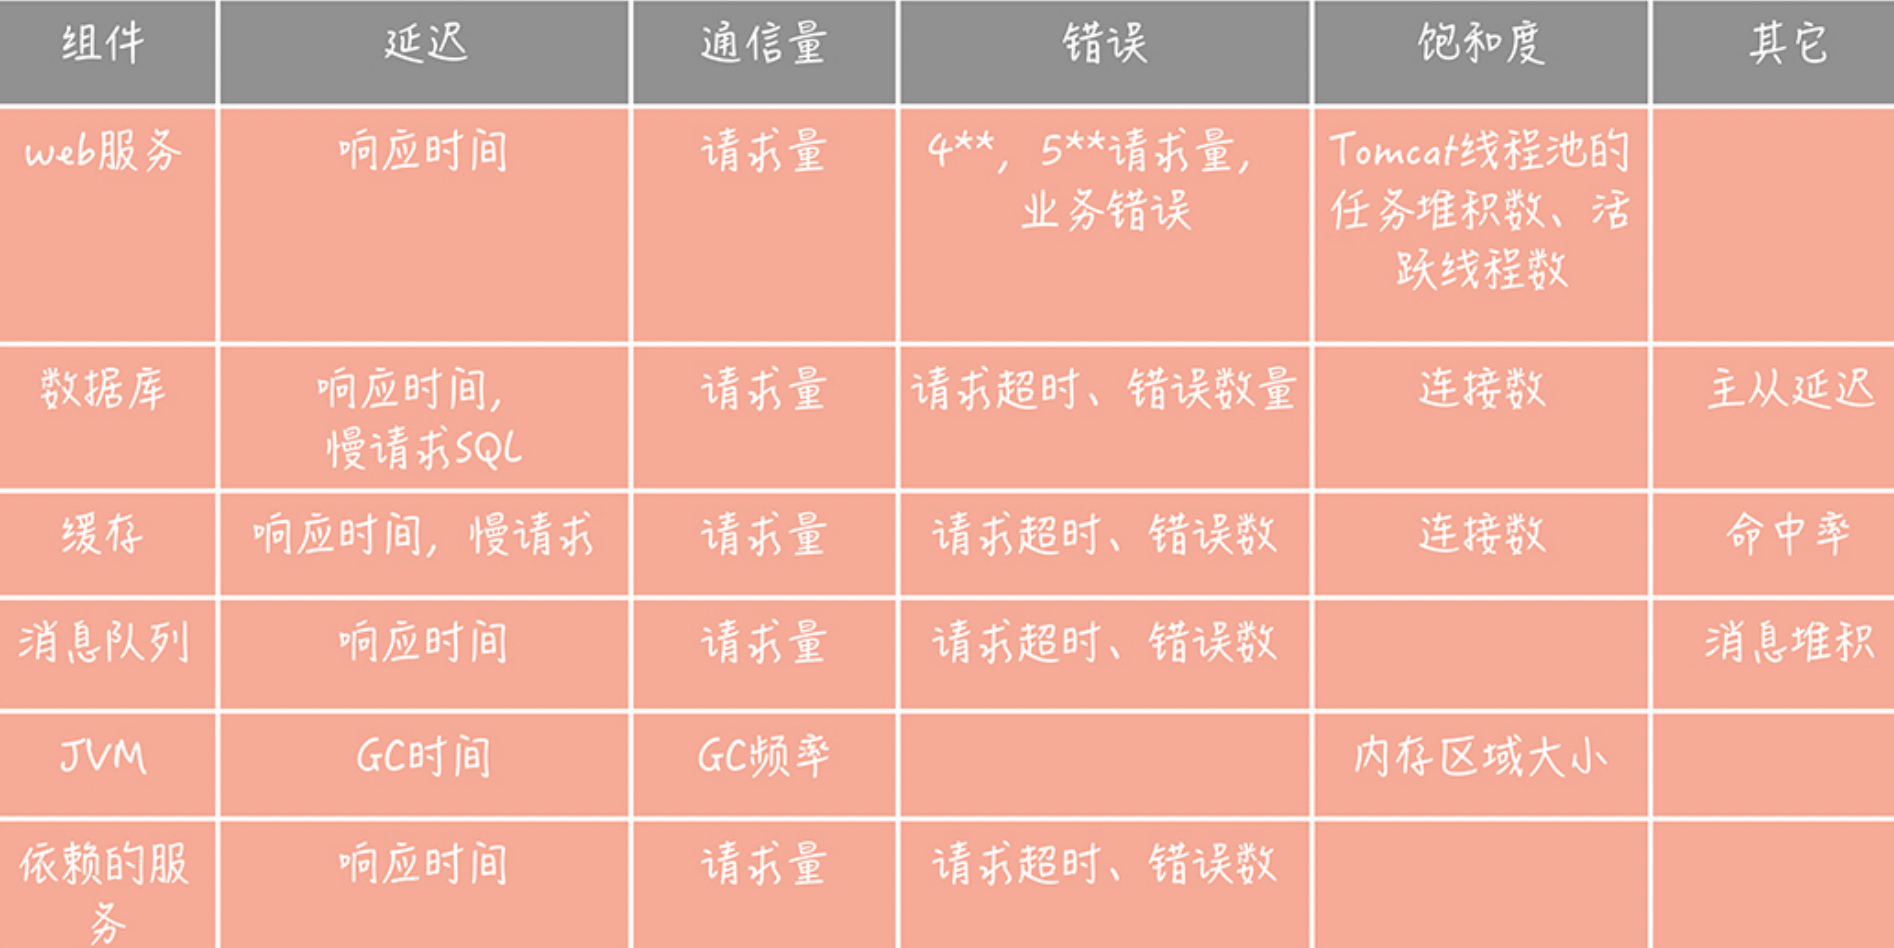 组件 延迟 通信量 错误 饱和度 其它
web服务 响应时间 请求量 4**，5**请求量， Tomcat线程池的
业务错误 任务堆积数、活
跃线程数
数据库 响应时间， 请求量 请求超时、错误数量 连接数 主从延迟
慢请求SQL
缓存 响应时间，慢请求 请求量 请求超时、错误数 连接数 命中率
消息队列 响应时间 请求量 请求超时、错误数 消息堆积
JVM GC时间 GC频率 内存区域大小
依赖的服 响应时间 请求量 请求超时、错误数
务